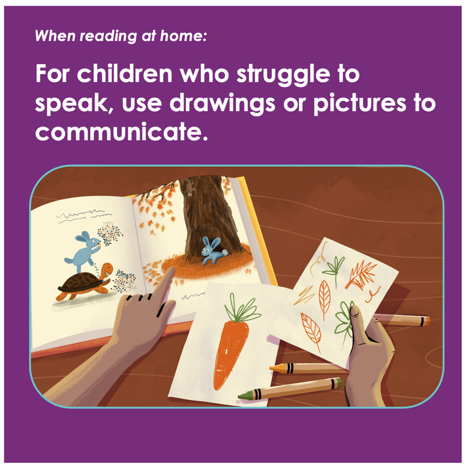 When reading at home:
For children who struggle to
speak, use drawings or pictures to
communicate.